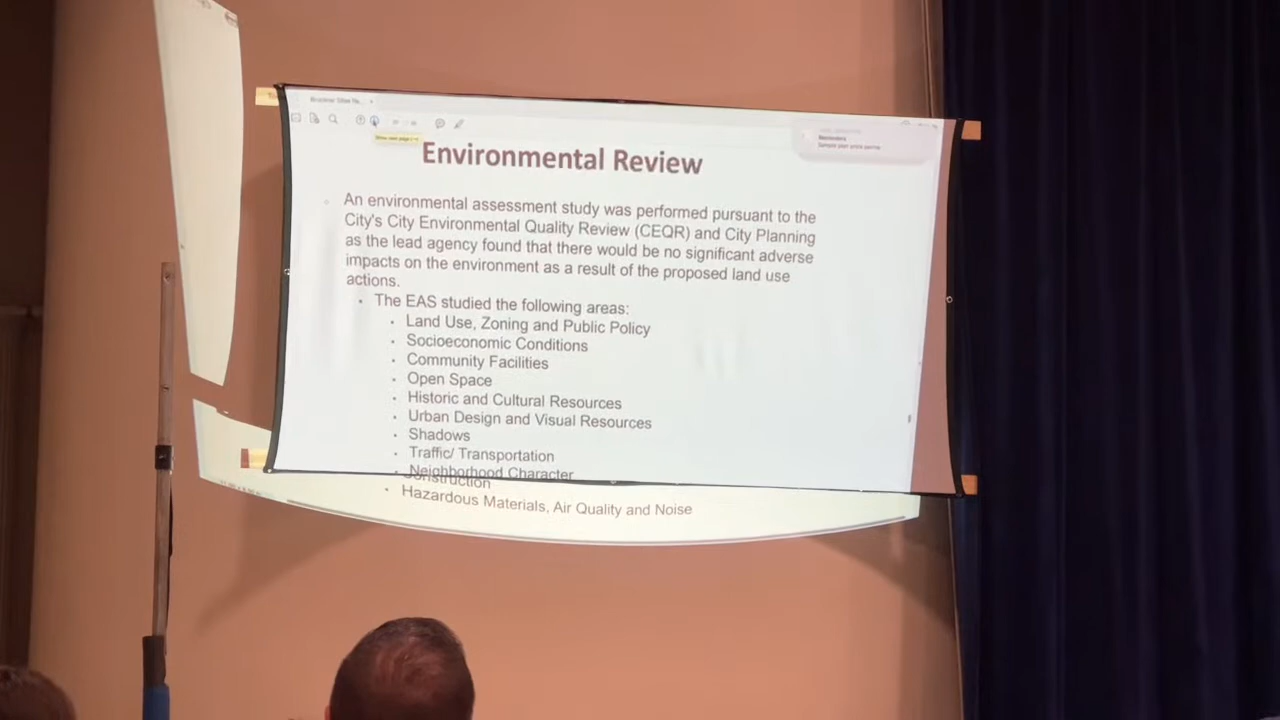 Environmental Review
An environmental assessment study was performed pursuant to the
City's City Environmental Quality Review (CEQR) and City Planning
as the lead agency found that there would be no significant adverse
impacts on the environment as a result of the proposed land use
actions.
The EAS studied the following areas:
Land Use, Zoning and Public Policy
Socioeconomic Conditions
Community Facilities
Open Space
Historic and Cultural Resources
Urban Design and Visual Resources
Shadows
Traffic/ Transportation
Neighborhood Character
Construction
Hazardous Materials, Air Quality and Noise